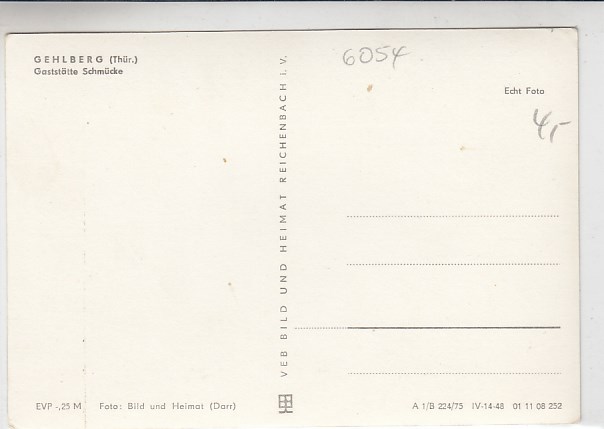 GEHLBERG (Thür.)
Gaststätte Schmücke
6054
Echt Foto
4,-
VEB BILD UND HEIMAT REICHENBACH I. V.
EVP -,25 M Foto: Bild und Heimat (Darr)
A 1/B 224/75 IV-14-48 01 11 08 252